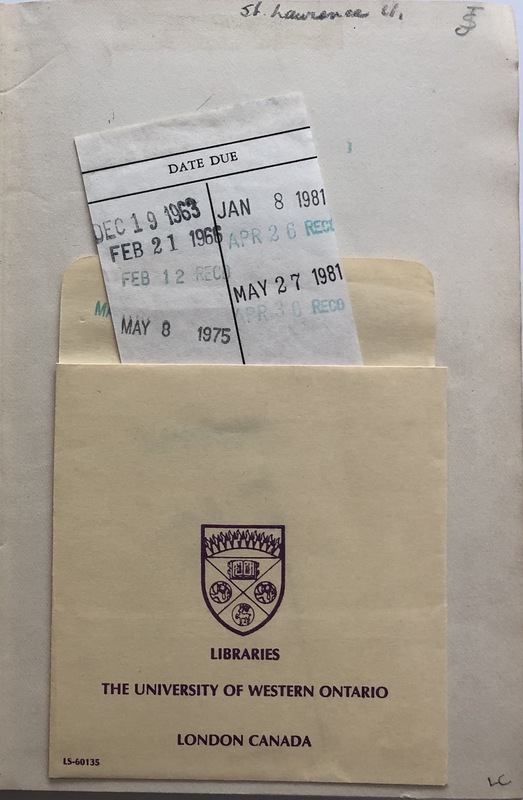 St. Lawrence U.
DATE DUE
DEC 19 1963
FEB 21 1966
FEB 12 RECD
MAY 8 1975
JAN 8 1981
APR 26 RECD
MAY 27 1981
APR 30 RECD
LIBRARIES
THE UNIVERSITY OF WESTERN ONTARIO
LONDON CANADA
LS-60135
LC